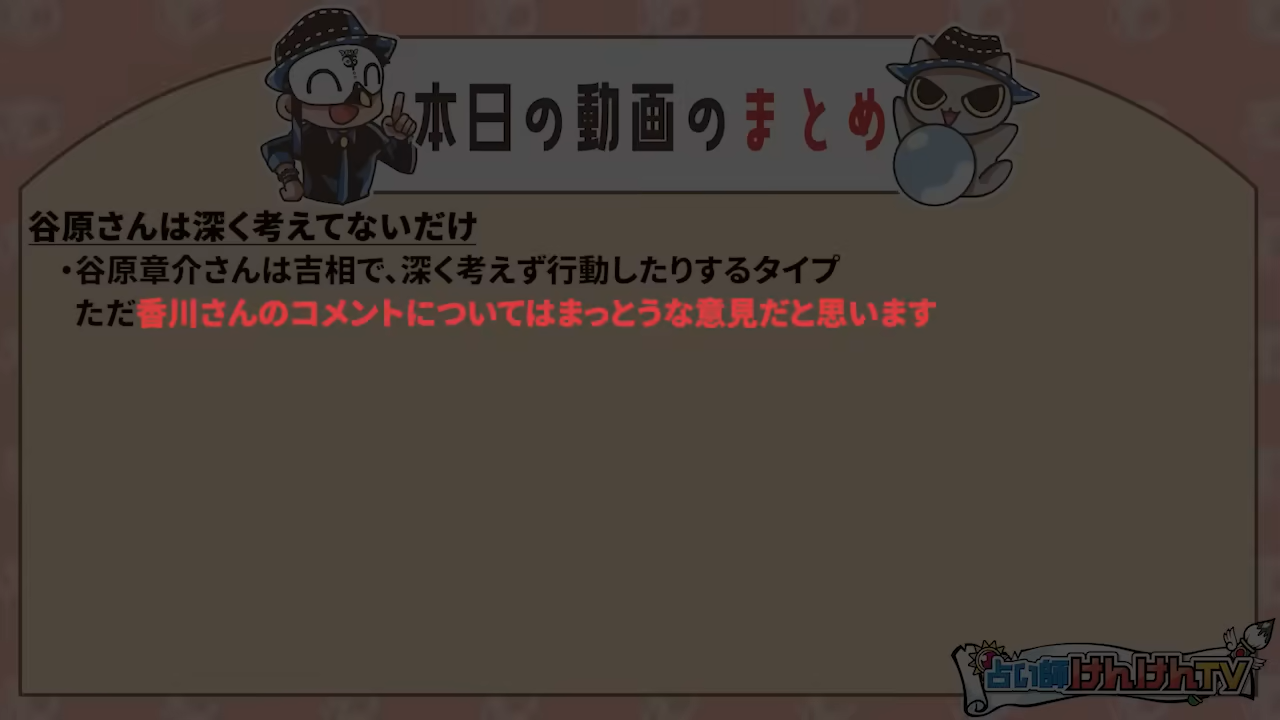 本日の動画のまとめ
谷原さんは深く考えてないだけ
・谷原章介さんは吉相で、深く考えず行動したりするタイプ
ただ香川さんのコメントについてはまっとうな意見だと思います
占い師けんけんTV